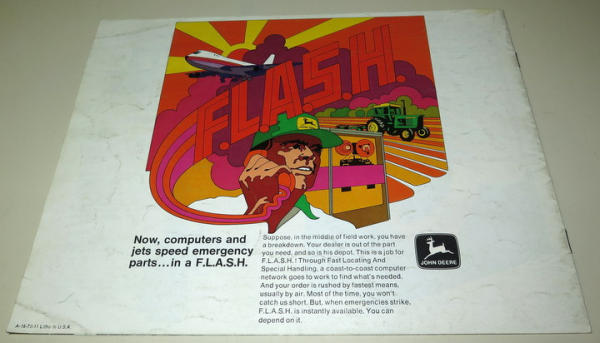 F.L.A.S.H.
Now, computers and
jets speed emergency
parts...in a F.L.A.S.H.
Suppose, in the middle of field work, you have
a breakdown. Your dealer is out of the part
you need, and so is his depot. This is a job for
F.L.A.S.H.! Through Fast Locating And
Special Handling, a coast-to-coast computer
network goes to work to find what's needed.
And your order is rushed by fastest means,
usually by air. Most of the time, you won't
catch us short. But, when emergencies strike,
F.L.A.S.H. is instantly available. You can
depend on it.
JOHN DEERE
Litho in U.S.A.